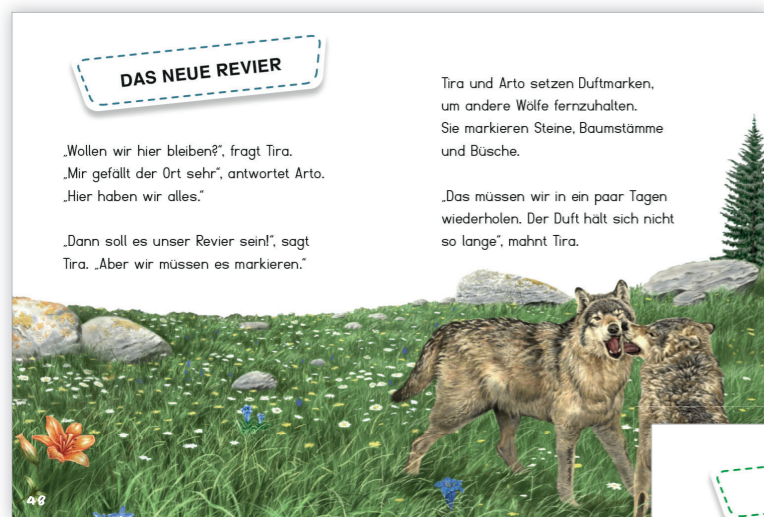 DAS NEUE REVIER
„Wollen wir hier bleiben?“, fragt Tira.
„Mir gefällt der Ort sehr“, antwortet Arto.
„Hier haben wir alles.“
„Dann soll es unser Revier sein!“, sagt
Tira. „Aber wir müssen es markieren.“
Tira und Arto setzen Duftmarken,
um andere Wölfe fernzuhalten.
Sie markieren Steine, Baumstämme
und Büsche.
„Das müssen wir in ein paar Tagen
wiederholen. Der Duft hält sich nicht
so lange“, mahnt Tira.
48